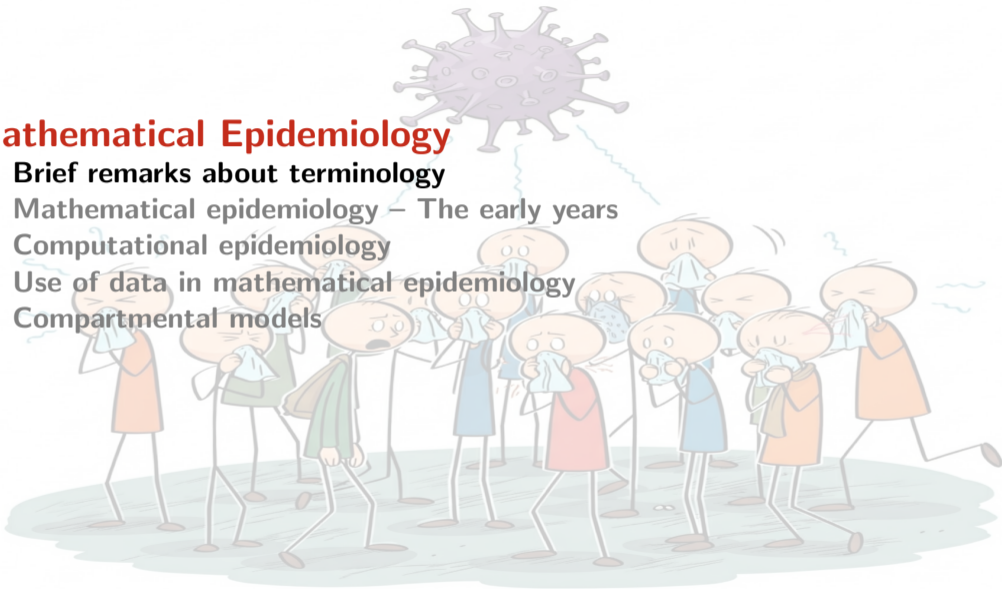 athematical Epidemiology
Brief remarks about terminology
Mathematical epidemiology – The early years
Computational epidemiology
Use of data in mathematical epidemiology
Compartmental models